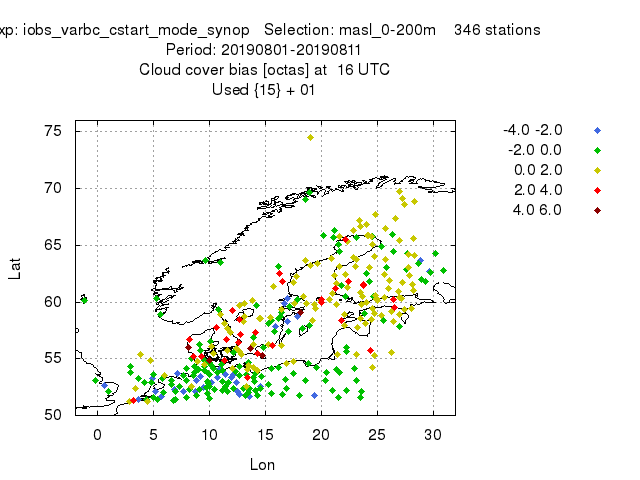 xp: iobs_varbc_cstart_mode_synop Selection: masl_0-200m 346 stations
Period: 20190801-20190811
Cloud cover bias [octas] at 16 UTC
Used {15} + 01
-4.0 -2.0
-2.0 0.0
0.0 2.0
2.0 4.0
4.0 6.0
75
70
65
60
55
50
Lat
0 5 10 15 20 25 30
Lon